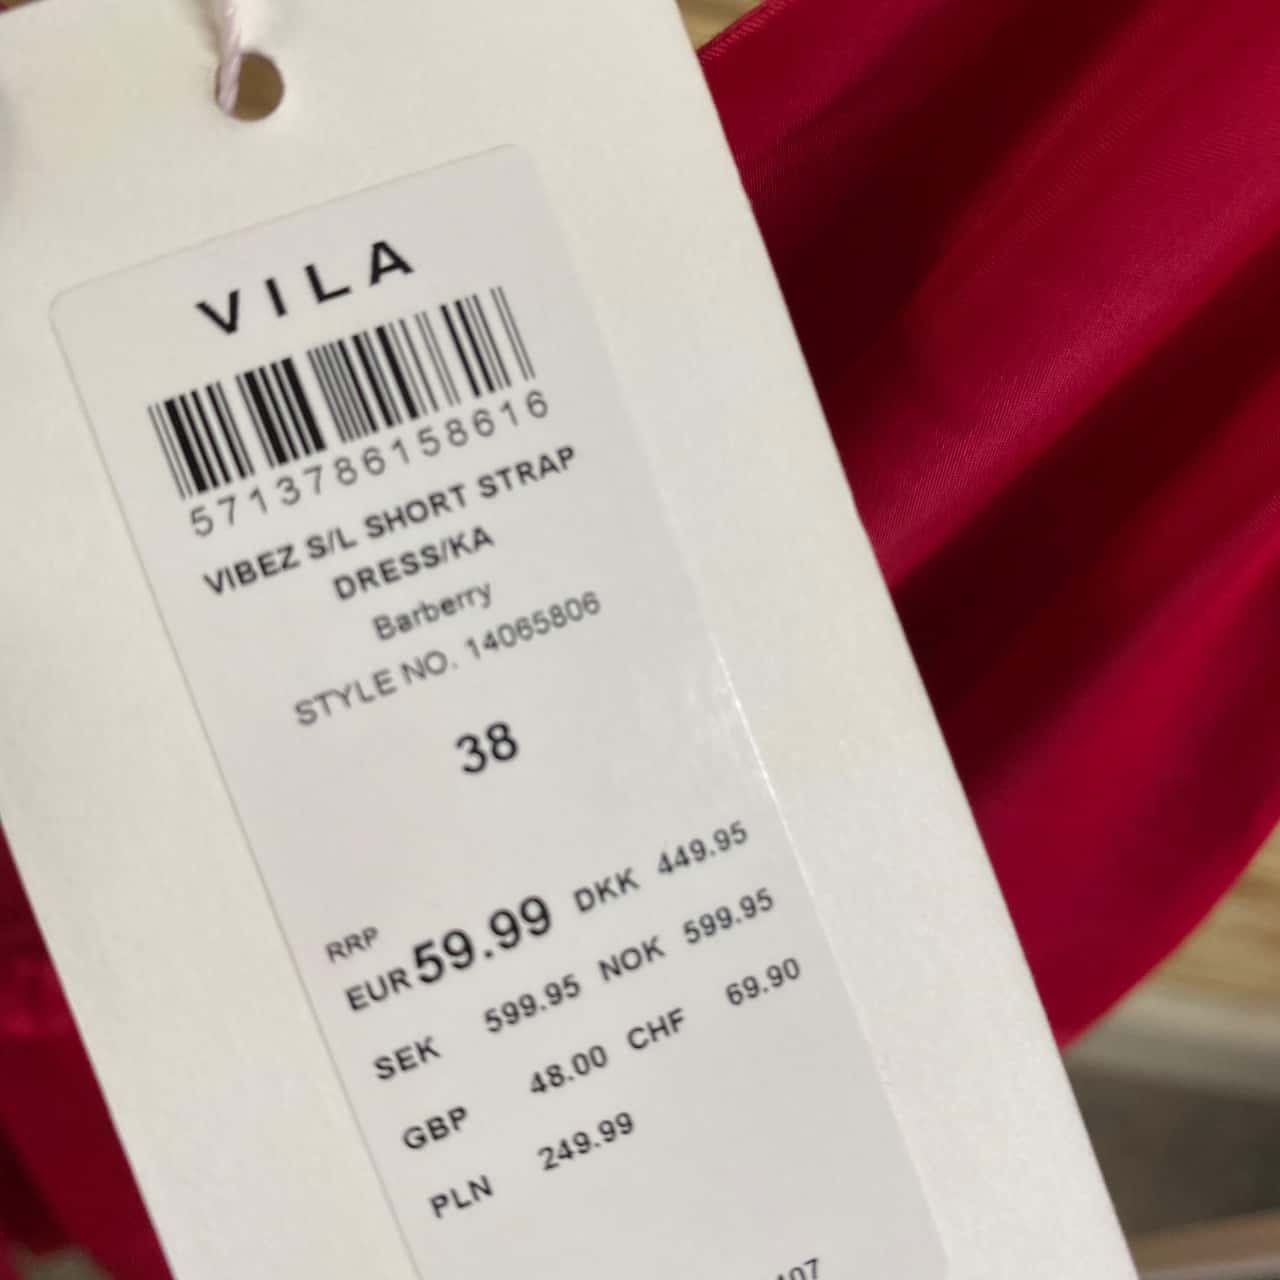 VILA
5713786158616
VIBEZ S/L SHORT STRAP
DRESS/KA
Barberry
STYLE NO. 14065806
38
RRP
EUR 59.99 DKK 449.95
SEK 599.95 NOK 599.95
GBP 48.00 CHF 69.90
PLN 249.99